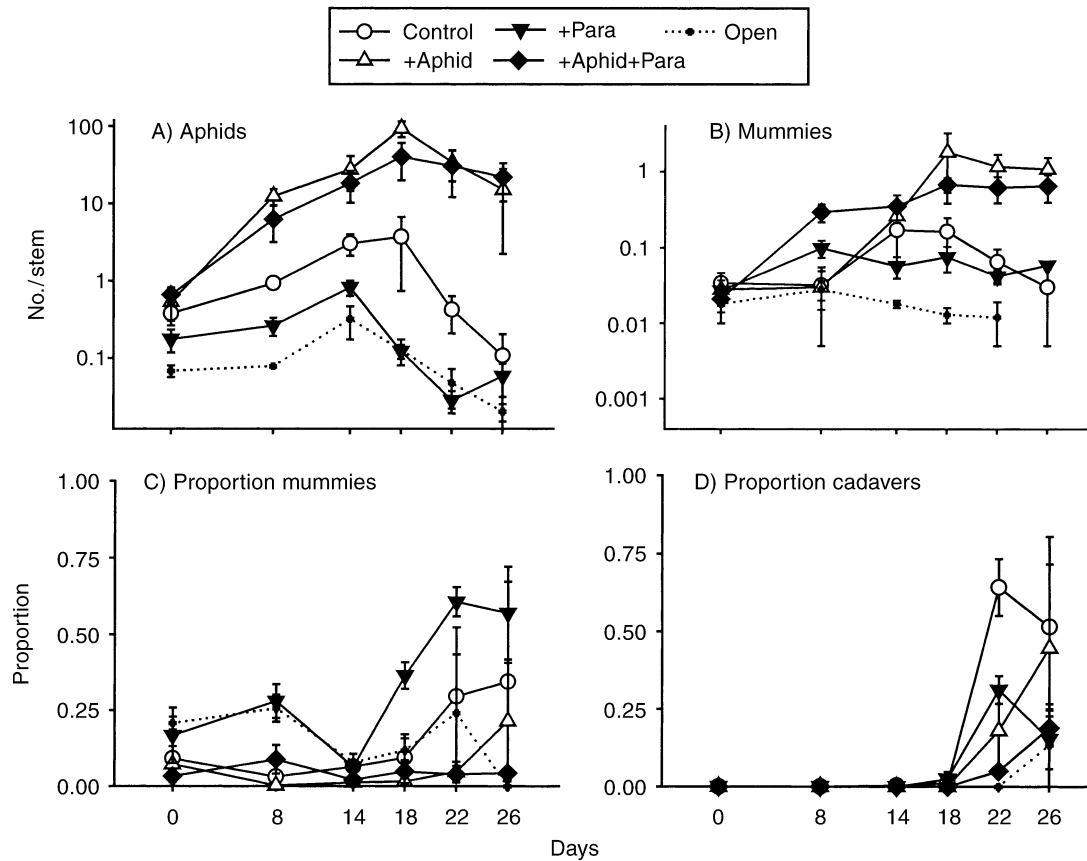 Control +Para Open
+Aphid +Aphid+Para
A) Aphids
100
10
1
0.1
No./ stem
B) Mummies
1
0.1
0.01
0.001
C) Proportion mummies
1.00
0.75
0.50
0.25
0.00
Proportion
0 8 14 18 22 26
D) Proportion cadavers
1.00
0.75
0.50
0.25
0.00
0 8 14 18 22 26
Days